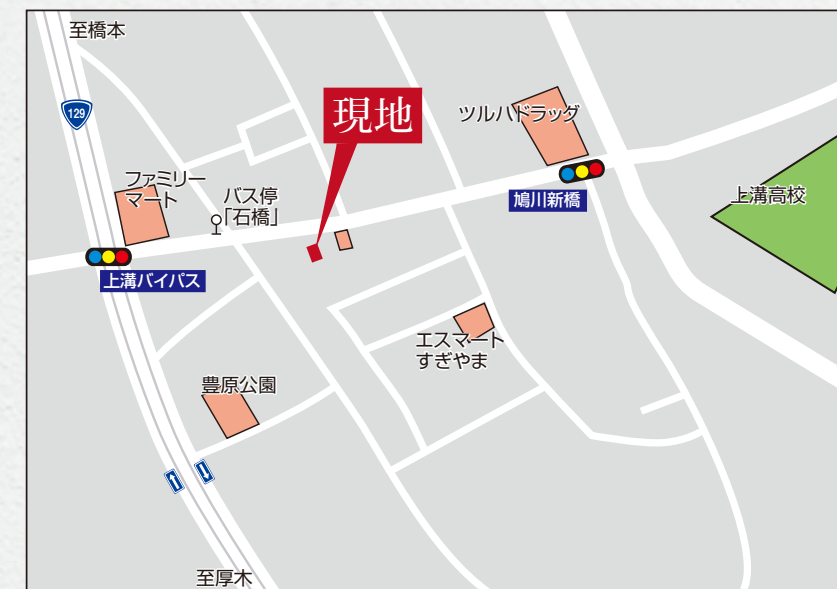 至橋本
129
現地
ツルハドラッグ
ファミリー
マート
バス停
「石橋」
鳩川新橋
上溝高校
上溝バイパス
エスマート
すぎやま
豊原公園
至厚木